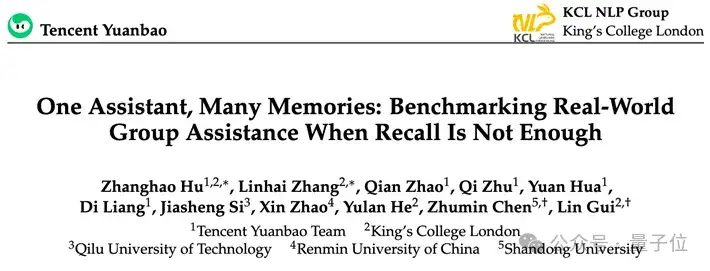 Tencent Yuanbao
KCL NLP Group
King's College London
One Assistant, Many Memories: Benchmarking Real-World
Group Assistance When Recall Is Not Enough
Zhanghao Hu1,2,*, Linhai Zhang2,*, Qian Zhao1, Qi Zhu1, Yuan Hua1,
Di Liang1, Jiasheng Si3, Xin Zhao4, Yulan He2, Zhumin Chen5,†, Lin Gui2,†
1Tencent Yuanbao Team 2King's College London
3Qilu University of Technology 4Renmin University of China 5Shandong University
公众号 · 量子位